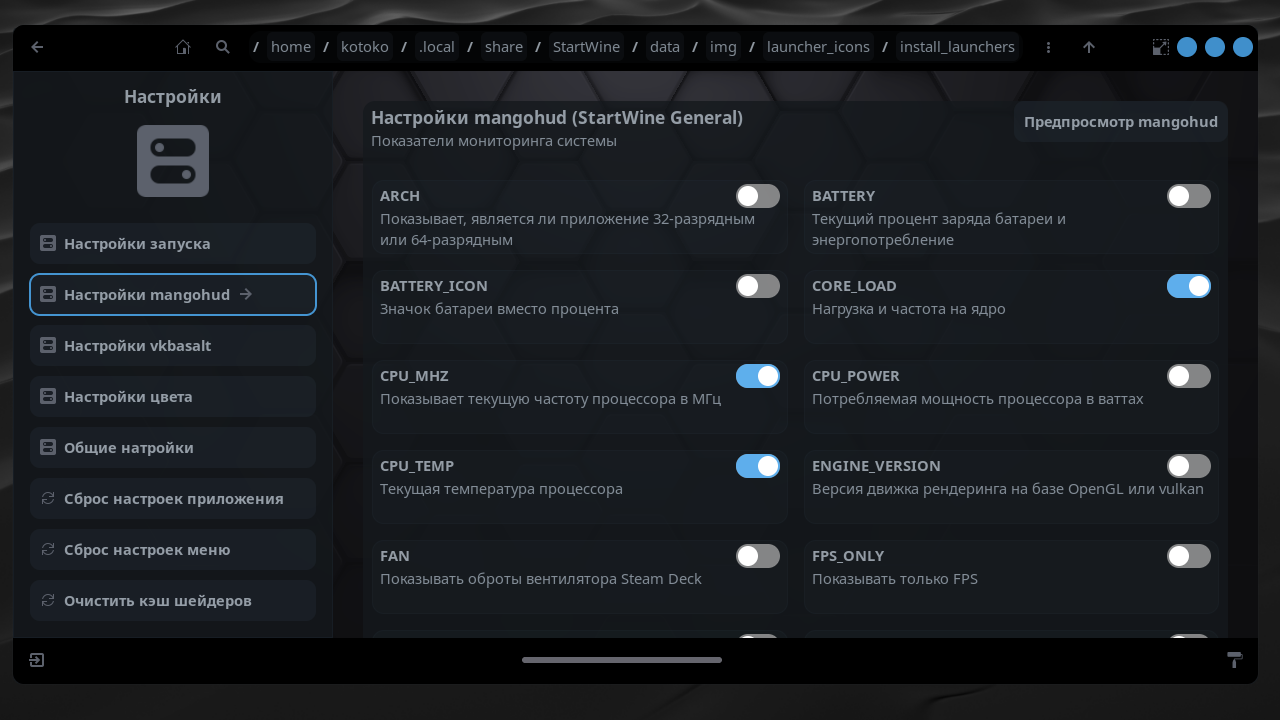 / home / kotoko / .local / share / StartWine / data / img / launcher_icons / install_launchers
Настройки
Настройки запуска
Настройки mangohud
Настройки vkbasalt
Настройки цвета
Общие натройки
Сброс настроек приложения
Сброс настроек меню
Очистить кэш шейдеров
Настройки mangohud (StartWine General)
Показатели мониторинга системы
Предпросмотр mangohud
ARCH
Показывает, является ли приложение 32-разрядным
или 64-разрядным
BATTERY
Текущий процент заряда батареи и
энергопотребление
BATTERY_ICON
Значок батареи вместо процента
CORE_LOAD
Нагрузка и частота на ядро
CPU_MHZ
Показывает текущую частоту процессора в МГц
CPU_POWER
Потребляемая мощность процессора в ваттах
CPU_TEMP
Текущая температура процессора
ENGINE_VERSION
Версия движка рендеринга на базе OpenGL или vulkan
FAN
Показывать обороты вентилятора Steam Deck
FPS_ONLY
Показывать только FPS